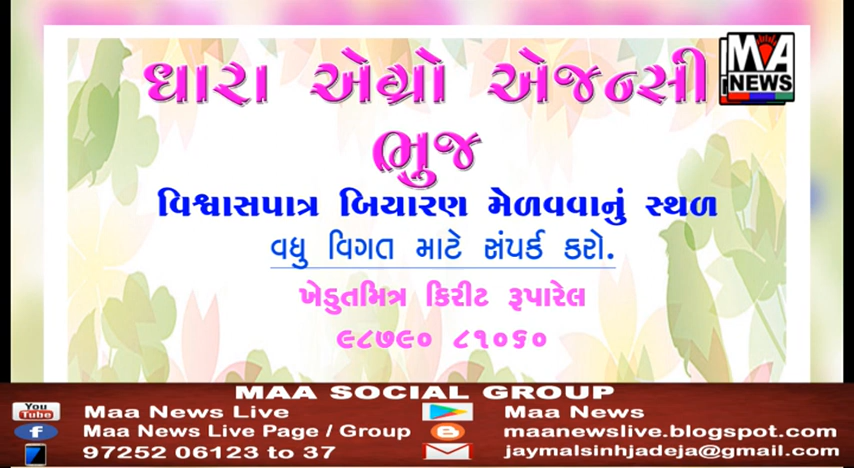 ધારા એગ્રો એજન્સી
MAA
NEWS
ભુજ
વિશ્વાસપાત્ર બિયારણ મેળવવાનું સ્થળ
વધુ વિગત માટે સંપર્ક કરો.
ખેડુતમિત્ર કિરીટ રૂપારેલ
૯૮૭૯૦ ૮૧૦૬૦
MAA SOCIAL GROUP
You Tube Maa News Live
Maa News
f Maa News Live Page / Group
maanewslive.blogspot.com
97252 06123 to 37
jaymalsinhjadeja@gmail.com